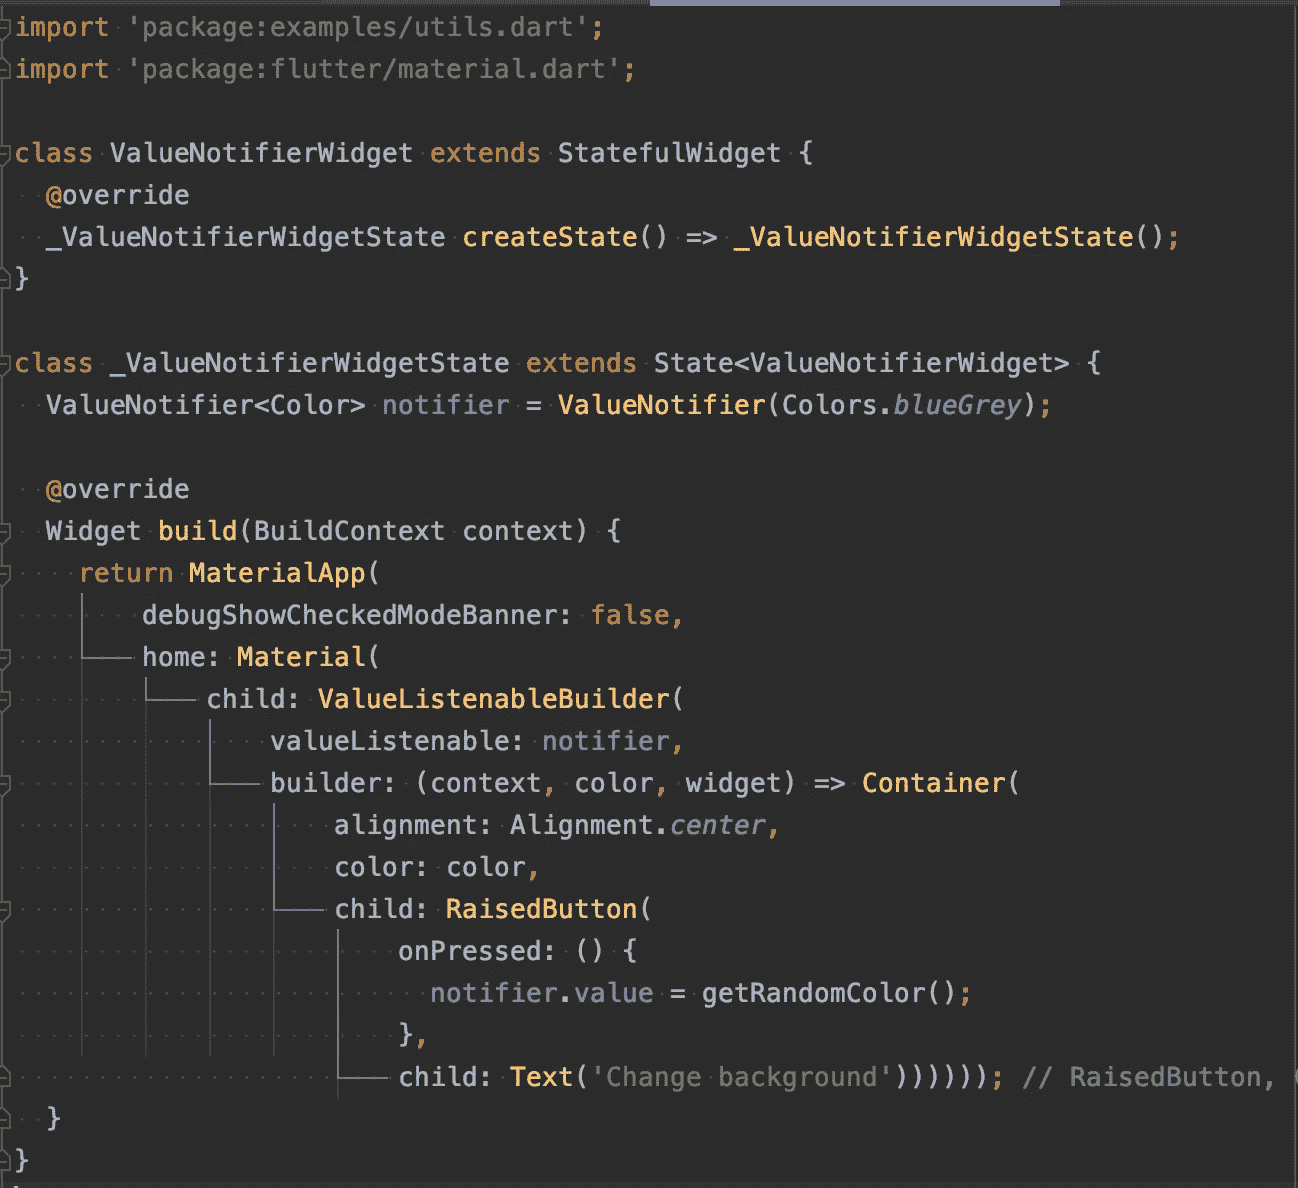 import 'package:examples/utils.dart';
import 'package:flutter/material.dart';
class ValueNotifierWidget extends StatefulWidget {
@override
_ValueNotifierWidgetState createState() => _ValueNotifierWidgetState();
}
class _ValueNotifierWidgetState extends State<ValueNotifierWidget> {
ValueNotifier<Color> notifier = ValueNotifier(Colors.blueGrey);
@override
Widget build(BuildContext context) {
return MaterialApp(
debugShowCheckedModeBanner: false,
home: Material(
child: ValueListenableBuilder(
valueListenable: notifier,
builder: (context, color, widget) => Container(
alignment: Alignment.center,
color: color,
child: RaisedButton(
onPressed: () {
notifier.value = getRandomColor();
},
child: Text('Change background')))))); // RaisedButton,
}
}